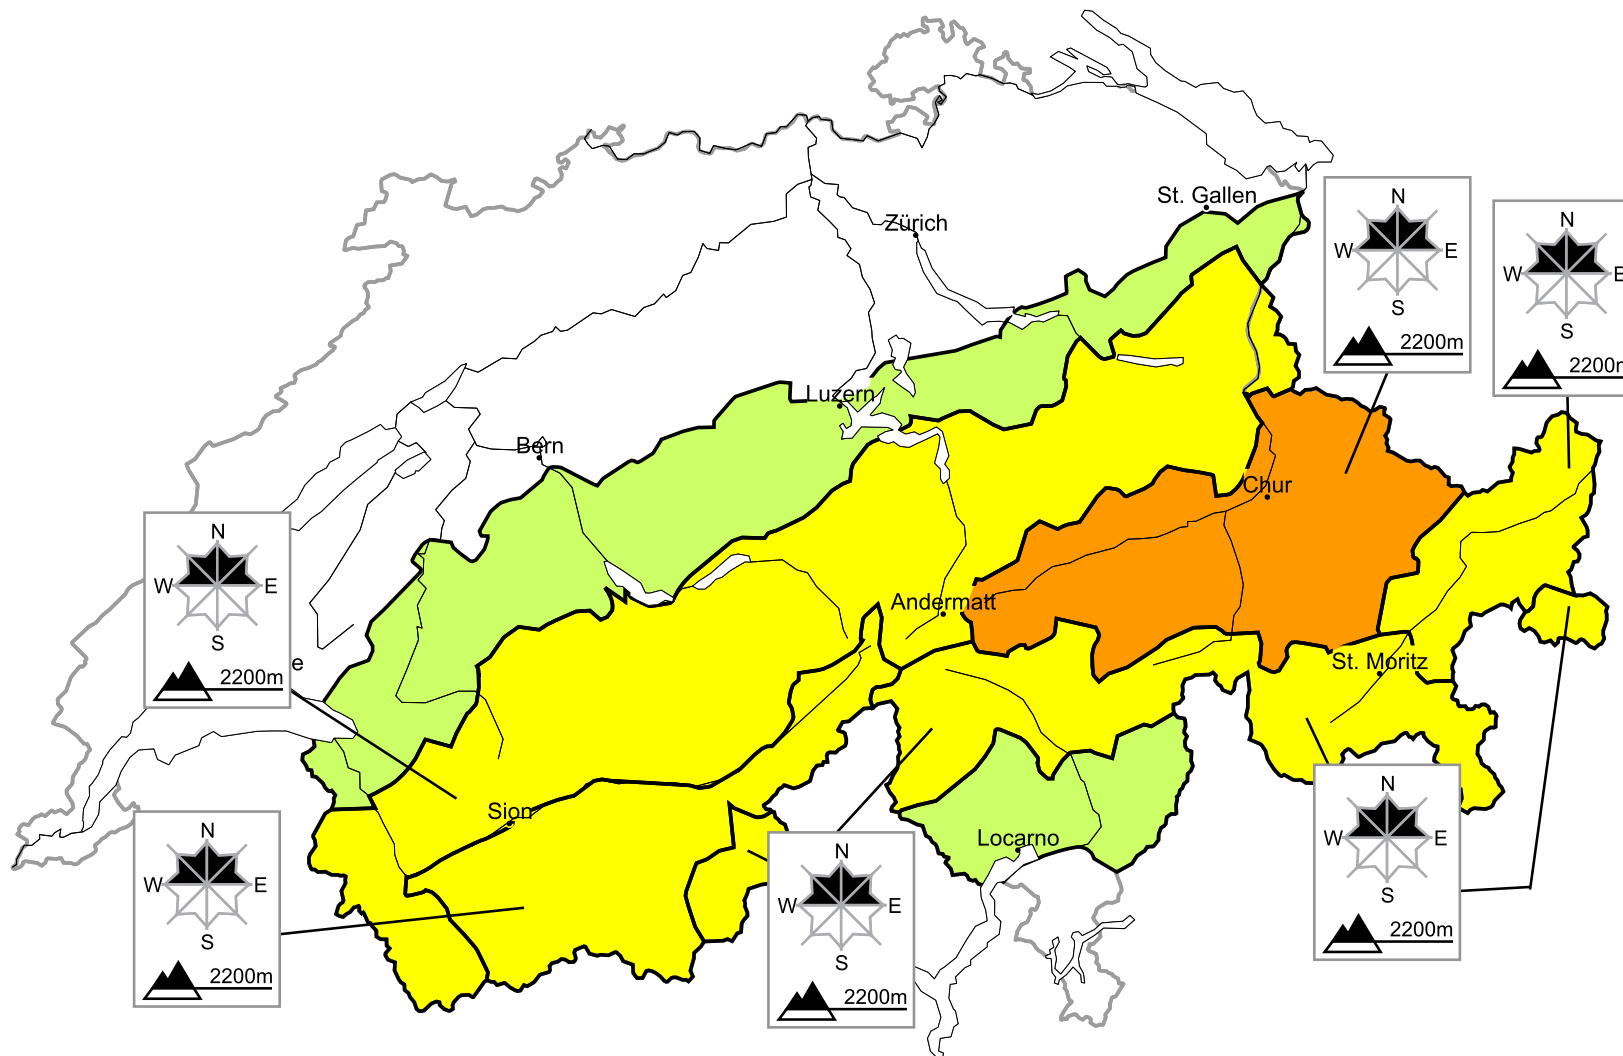 St. Gallen
Zürich
N
W
E
S
2200m
N
W
E
S
2200m
Luzern
Bern
Chur
N
W
E
S
2200m
e
Andermatt
St. Moritz
N
W
E
S
2200m
Sion
N
W
E
S
2200m
Locarno
N
W
E
S
2200m